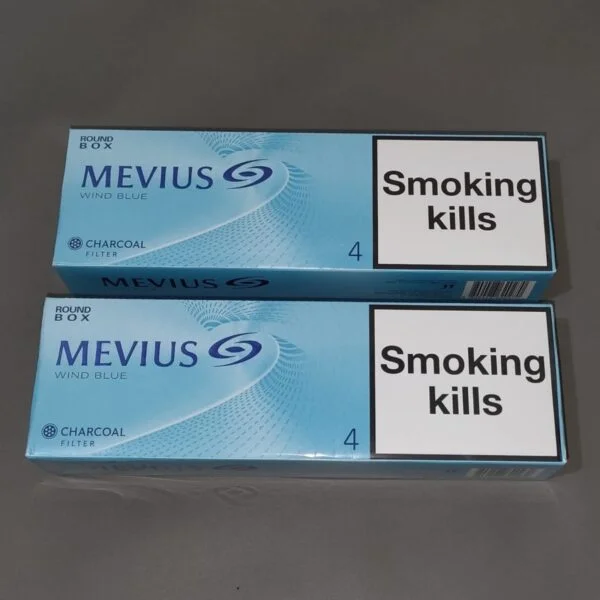 ROUND
BOX
MEVIUS
WIND BLUE
CHARCOAL
FILTER
4
Smoking
kills
MEVIUS
ROUND
BOX
MEVIUS
WIND BLUE
CHARCOAL
FILTER
4
Smoking
kills
MEVIUS